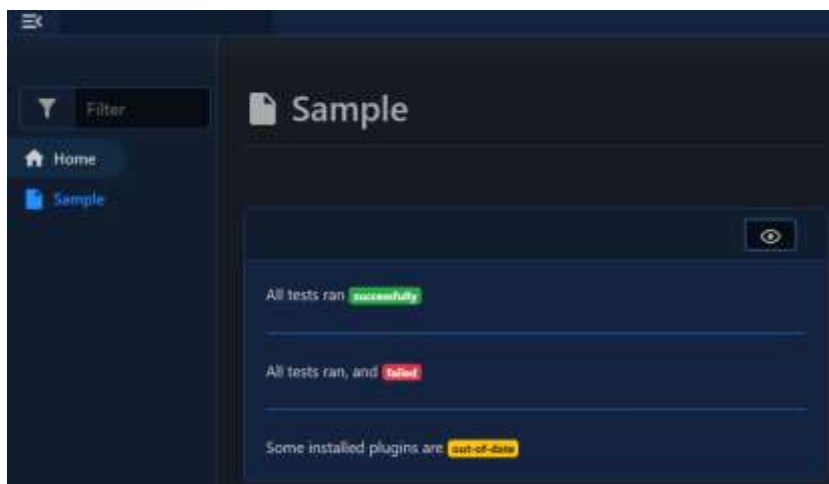 Filter
Sample
Home
Sample
All tests ran successfully
All tests ran, and failed
Some installed plugins are out-of-date